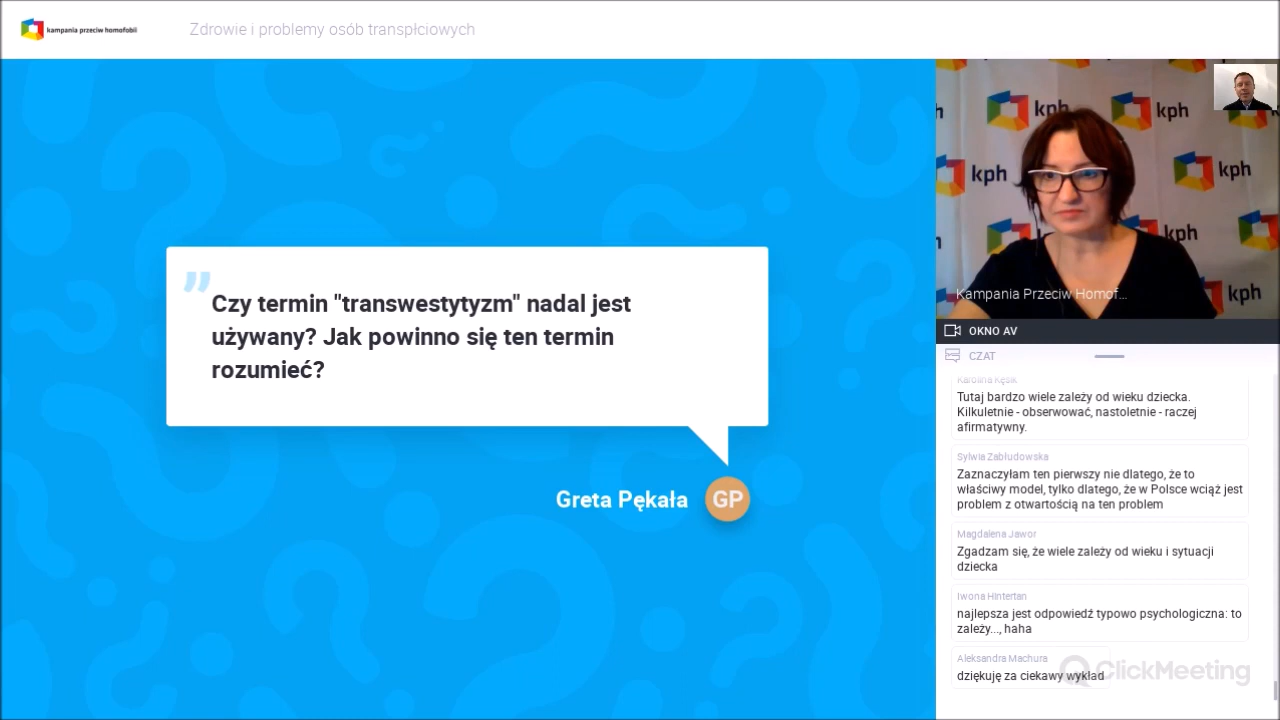 kampania przeciw homofobii
Zdrowie i problemy osób transpłciowych
Czy termin "transwestytyzm" nadal jest
używany? Jak powinno się ten termin
rozumieć?
Greta Pękała
GP
kph
kph
kph
kph
kph
kph
Kampania Przeciw Homof...
OKNO AV
CZAT
Karolina Kęsik
Tutaj bardzo wiele zależy od wieku dziecka.
Kilkuletnie - obserwować, nastoletnie - raczej
afirmatywny.
Sylwia Zabłudowska
Zaznaczyłam ten pierwszy nie dlatego, że to
właściwy model, tylko dlatego, że w Polsce wciąż jest
problem z otwartością na ten problem
Magdalena Jawor
Zgadzam się, że wiele zależy od wieku i sytuacji
dziecka
Iwona Hintertan
najlepsza jest odpowiedź typowo psychologiczna: to
zależy..., haha
Aleksandra Machura
dziękuję za ciekawy wykład
ClickMeeting